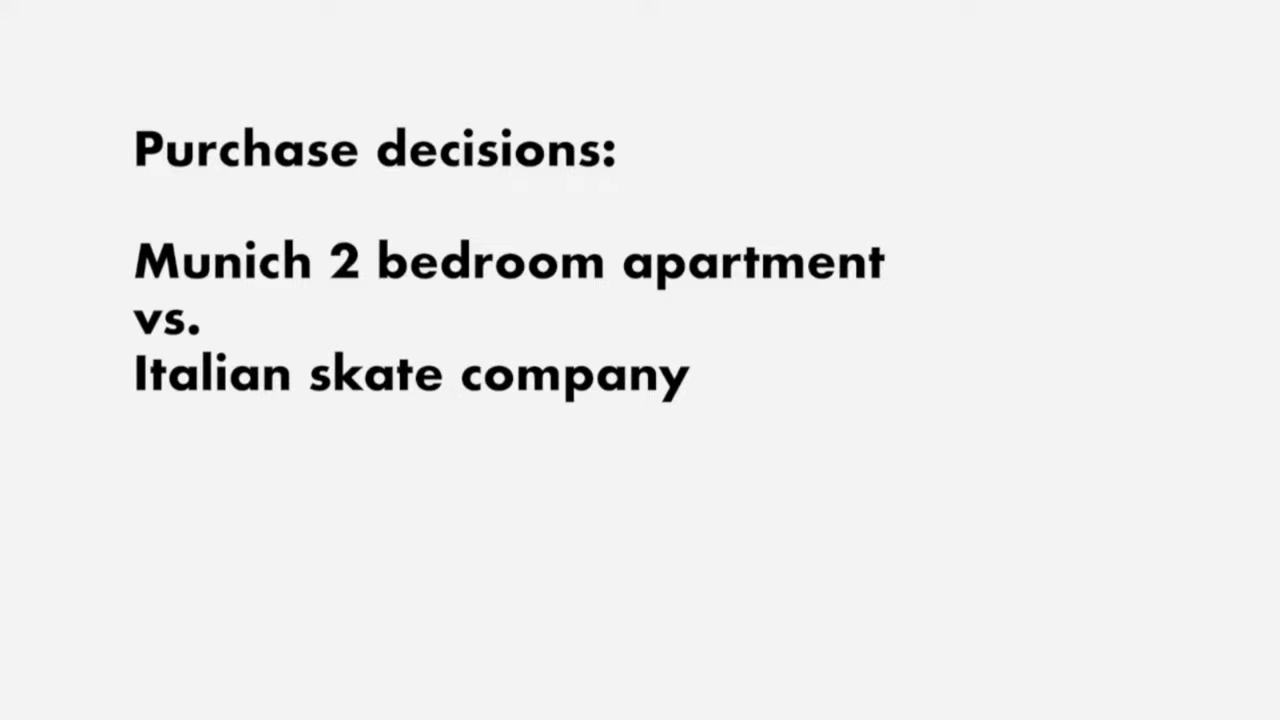 Purchase decisions:
Munich 2 bedroom apartment
vs.
Italian skate company